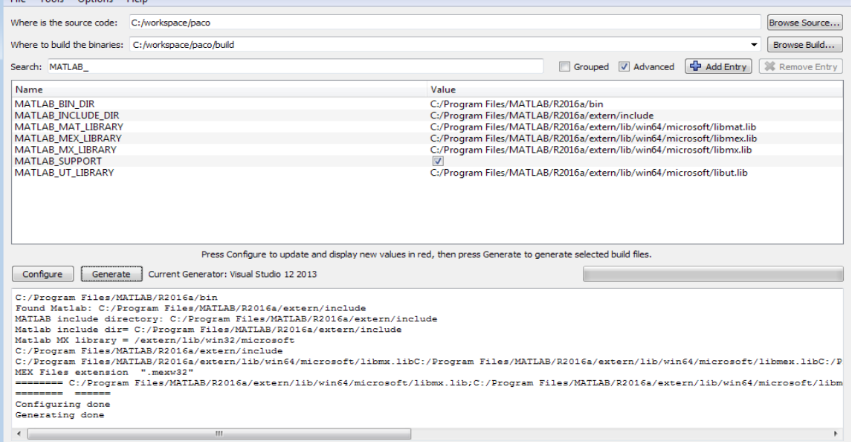 File Tools Options Help
Where is the source code: C:/workspace/paco Browse Source...
Where to build the binaries: C:/workspace/paco/build Browse Build...
Search: MATLAB_ Grouped Advanced Add Entry Remove Entry
Name Value
MATLAB_BIN_DIR C:/Program Files/MATLAB/R2016a/bin
MATLAB_INCLUDE_DIR C:/Program Files/MATLAB/R2016a/extern/include
MATLAB_MAT_LIBRARY C:/Program Files/MATLAB/R2016a/extern/lib/win64/microsoft/libmat.lib
MATLAB_MEX_LIBRARY C:/Program Files/MATLAB/R2016a/extern/lib/win64/microsoft/libmex.lib
MATLAB_MX_LIBRARY C:/Program Files/MATLAB/R2016a/extern/lib/win64/microsoft/libmx.lib
MATLAB_SUPPORT
MATLAB_UT_LIBRARY C:/Program Files/MATLAB/R2016a/extern/lib/win64/microsoft/libut.lib
Press Configure to update and display new values in red, then press Generate to generate selected build files.
Configure Generate Current Generator: Visual Studio 12 2013
C:/Program Files/MATLAB/R2016a/bin
Found Matlab: C:/Program Files/MATLAB/R2016a/extern/include
MATLAB include directory: C:/Program Files/MATLAB/R2016a/extern/include
Matlab include dir= C:/Program Files/MATLAB/R2016a/extern/include
Matlab MX library = /extern/lib/win32/microsoft
C:/Program Files/MATLAB/R2016a/extern/include
C:/Program Files/MATLAB/R2016a/extern/lib/win64/microsoft/libmx.libC:/Program Files/MATLAB/R2016a/extern/lib/win64/microsoft/libmex.libC:/P
MEX Files extension ".mexw32"
======== C:/Program Files/MATLAB/R2016a/extern/lib/win64/microsoft/libmx.lib;C:/Program Files/MATLAB/R2016a/extern/lib/win64/microsoft/libm
======== ======
Configuring done
Generating done